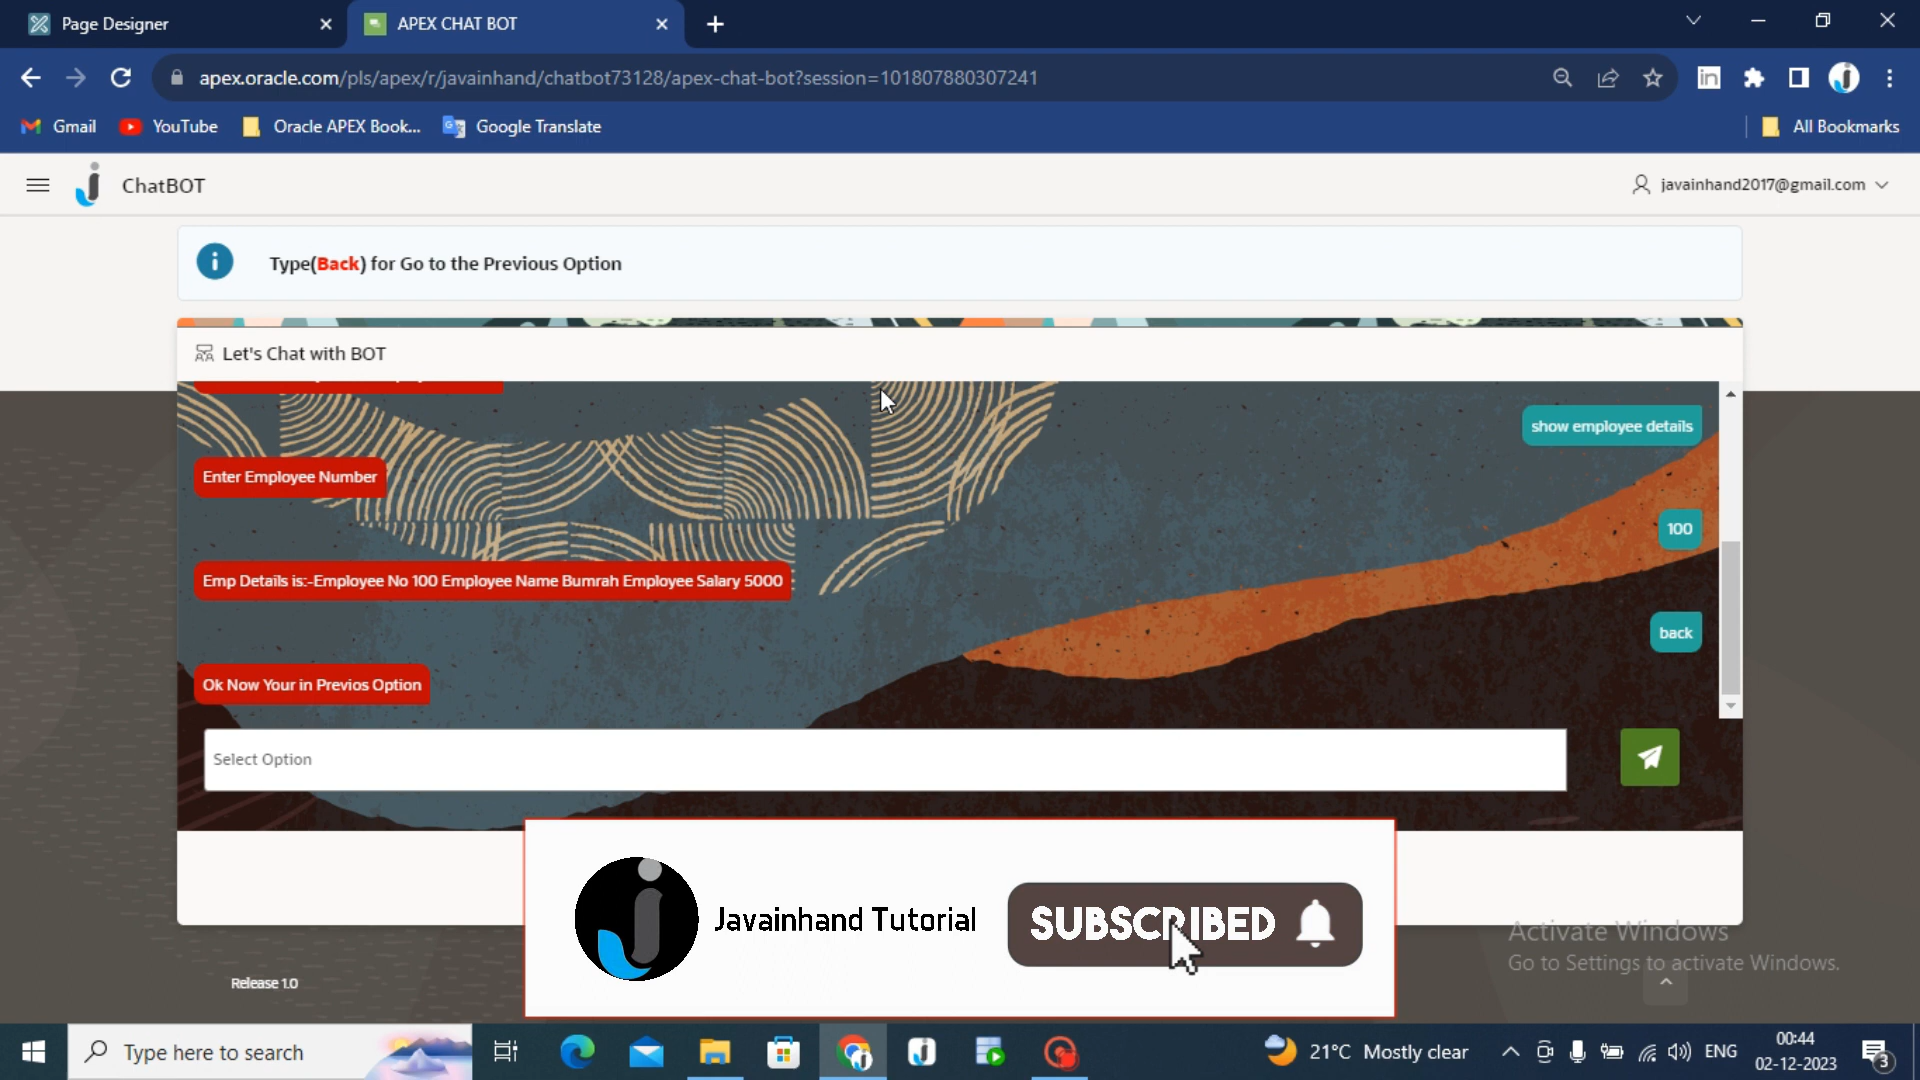 Page Designer
APEX CHAT BOT
apex.oracle.com/pls/apex/r/javainhand/chatbot73128/apex-chat-bot?session=101807880307241
Gmail
YouTube
Oracle APEX Book...
Google Translate
All Bookmarks
ChatBOT
javainhand2017@gmail.com
Type(Back) for Go to the Previous Option
Let's Chat with BOT
show employee details
Enter Employee Number
100
Emp Details is:-Employee No 100 Employee Name Bumrah Employee Salary 5000
back
Ok Now Your in Previos Option
Select Option
Javainhand Tutorial
SUBSCRIBED
Activate Windows
Go to Settings to activate Windows.
Release 1.0
Type here to search
21°C Mostly clear
ENG
00:44
02-12-2023
3